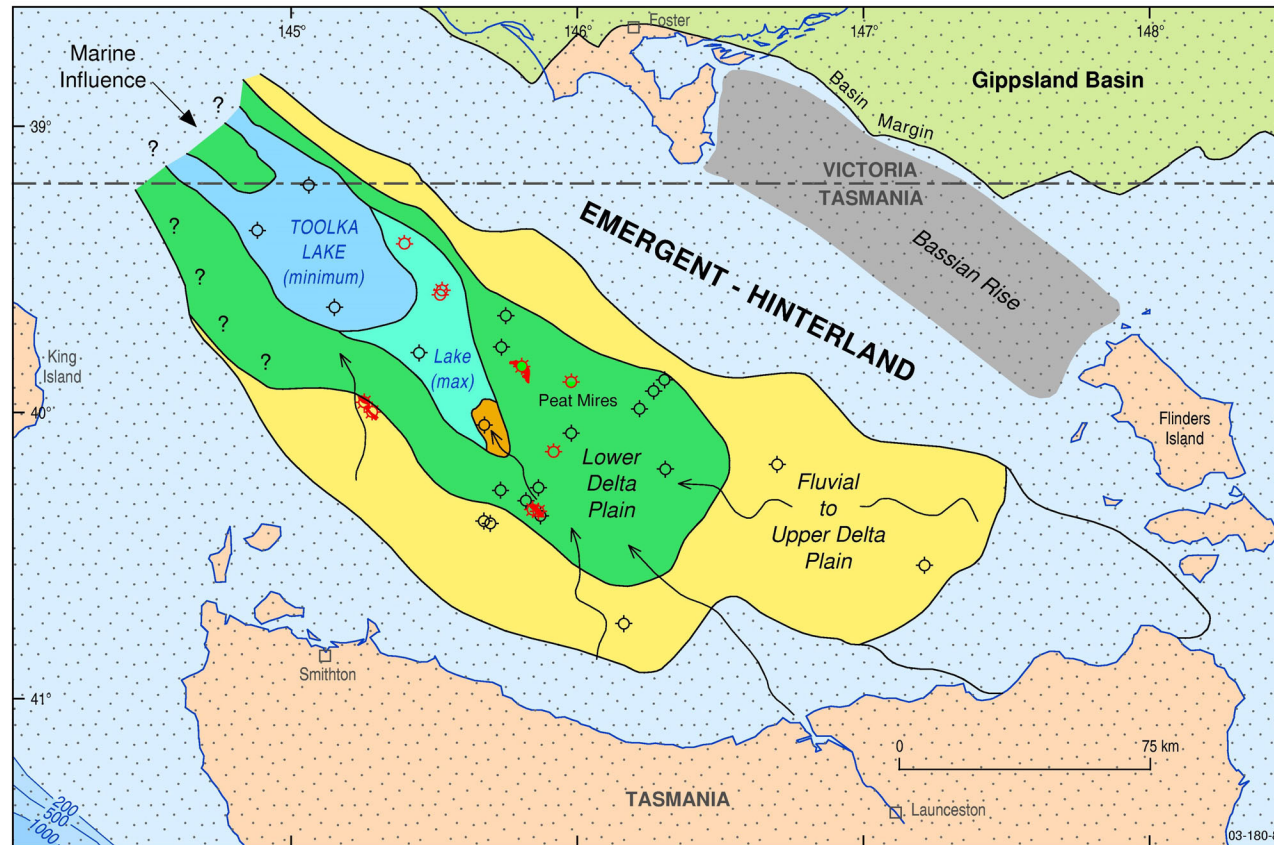 145°
146°
147°
148°
Foster
Marine
Influence
Gippsland Basin
Basin
Margin
39°
?
?
?
?
?
?
?
VICTORIA
TASMANIA
TOOLKA
LAKE
(minimum)
EMERGENT - HINTERLAND
Bassian Rise
King
Island
Lake
(max)
Peat Mires
40°
Flinders
Island
Lower
Delta
Plain
Fluvial
to
Upper Delta
Plain
Smithton
41°
0
75 km
TASMANIA
Launceston
200
500
1000